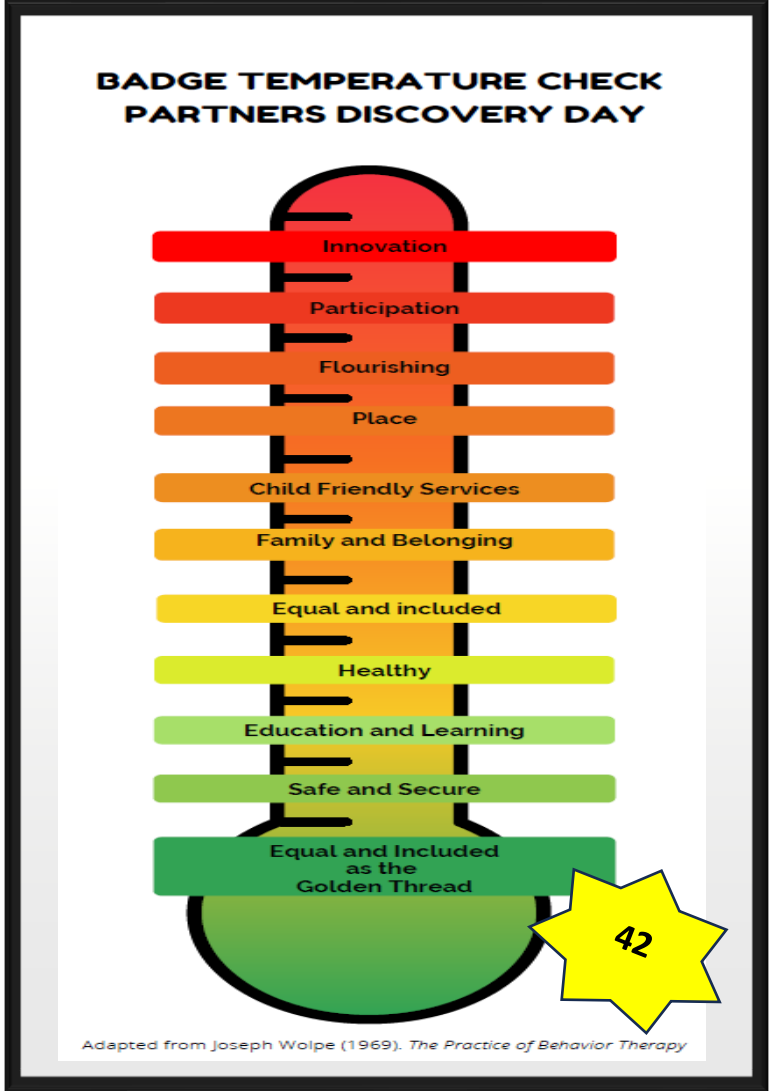 BADGE TEMPERATURE CHECK
PARTNERS DISCOVERY DAY
Innovation
Participation
Flourishing
Place
Child Friendly Services
Family and Belonging
Equal and included
Healthy
Education and Learning
Safe and Secure
Equal and Included
as the
Golden Thread
42
Adapted from Joseph Wolpe (1969). The Practice of Behavior Therapy